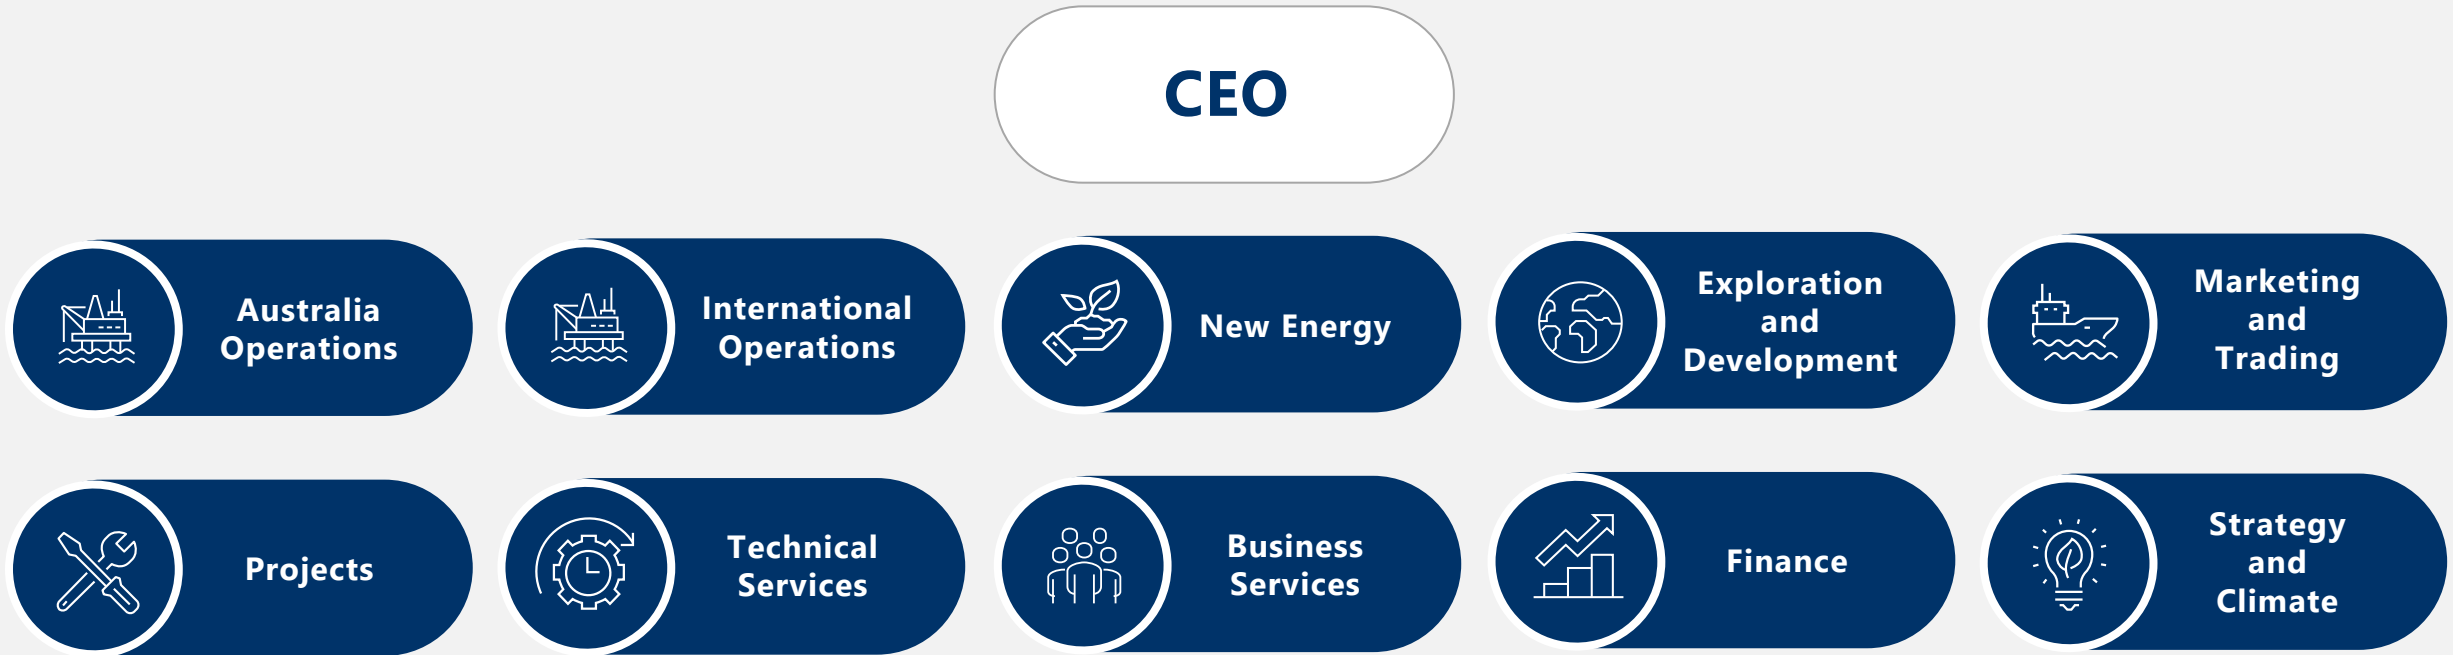 CEO
Australia
Operations
International
Operations
New Energy
Exploration
and
Development
Marketing
and
Trading
Projects
Technical
Services
Business
Services
Finance
Strategy
and
Climate